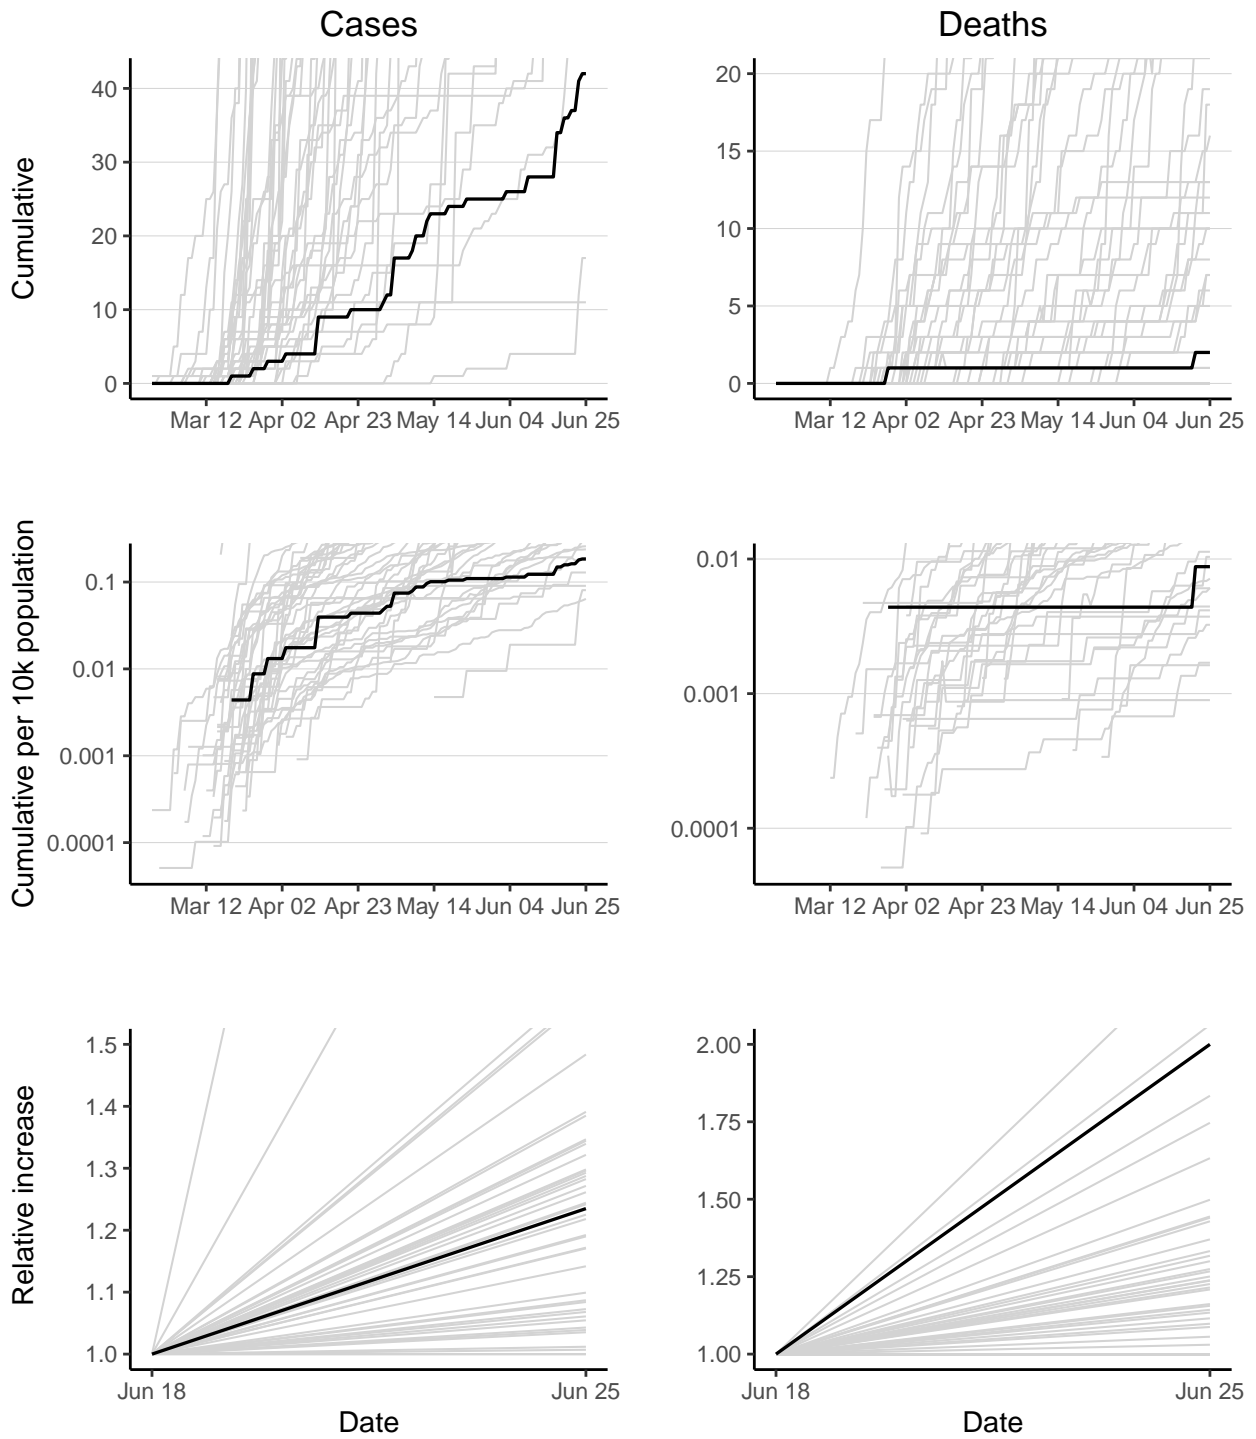 Cases
Deaths
Cumulative
40
30
20
10
0
Mar 12 Apr 02 Apr 23 May 14 Jun 04 Jun 25
20
15
10
5
0
Mar 12 Apr 02 Apr 23 May 14 Jun 04 Jun 25
Cumulative per 10k population
0.1
0.01
0.001
0.0001
Mar 12 Apr 02 Apr 23 May 14 Jun 04 Jun 25
0.01
0.001
0.0001
Mar 12 Apr 02 Apr 23 May 14 Jun 04 Jun 25
Relative increase
1.5
1.4
1.3
1.2
1.1
1.0
Jun 18 Jun 25
Date
2.00
1.75
1.50
1.25
1.00
Jun 18 Jun 25
Date